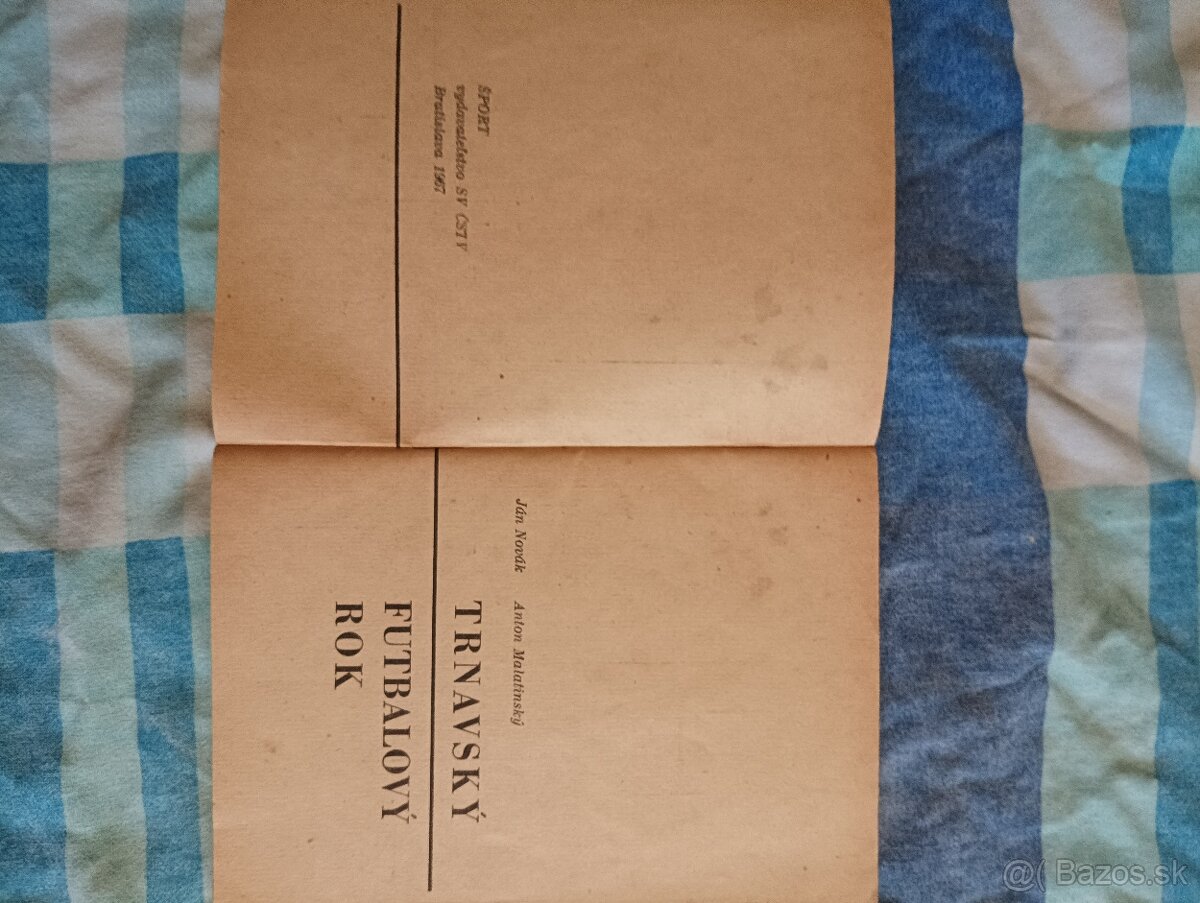 ŠPORT
vydavateľstvo SV ČSTV
Bratislava 1967
Ján Novák Anton Malatinský
TRNAVSKÝ
FUTBALOVÝ
ROK
@( Bazos.sk